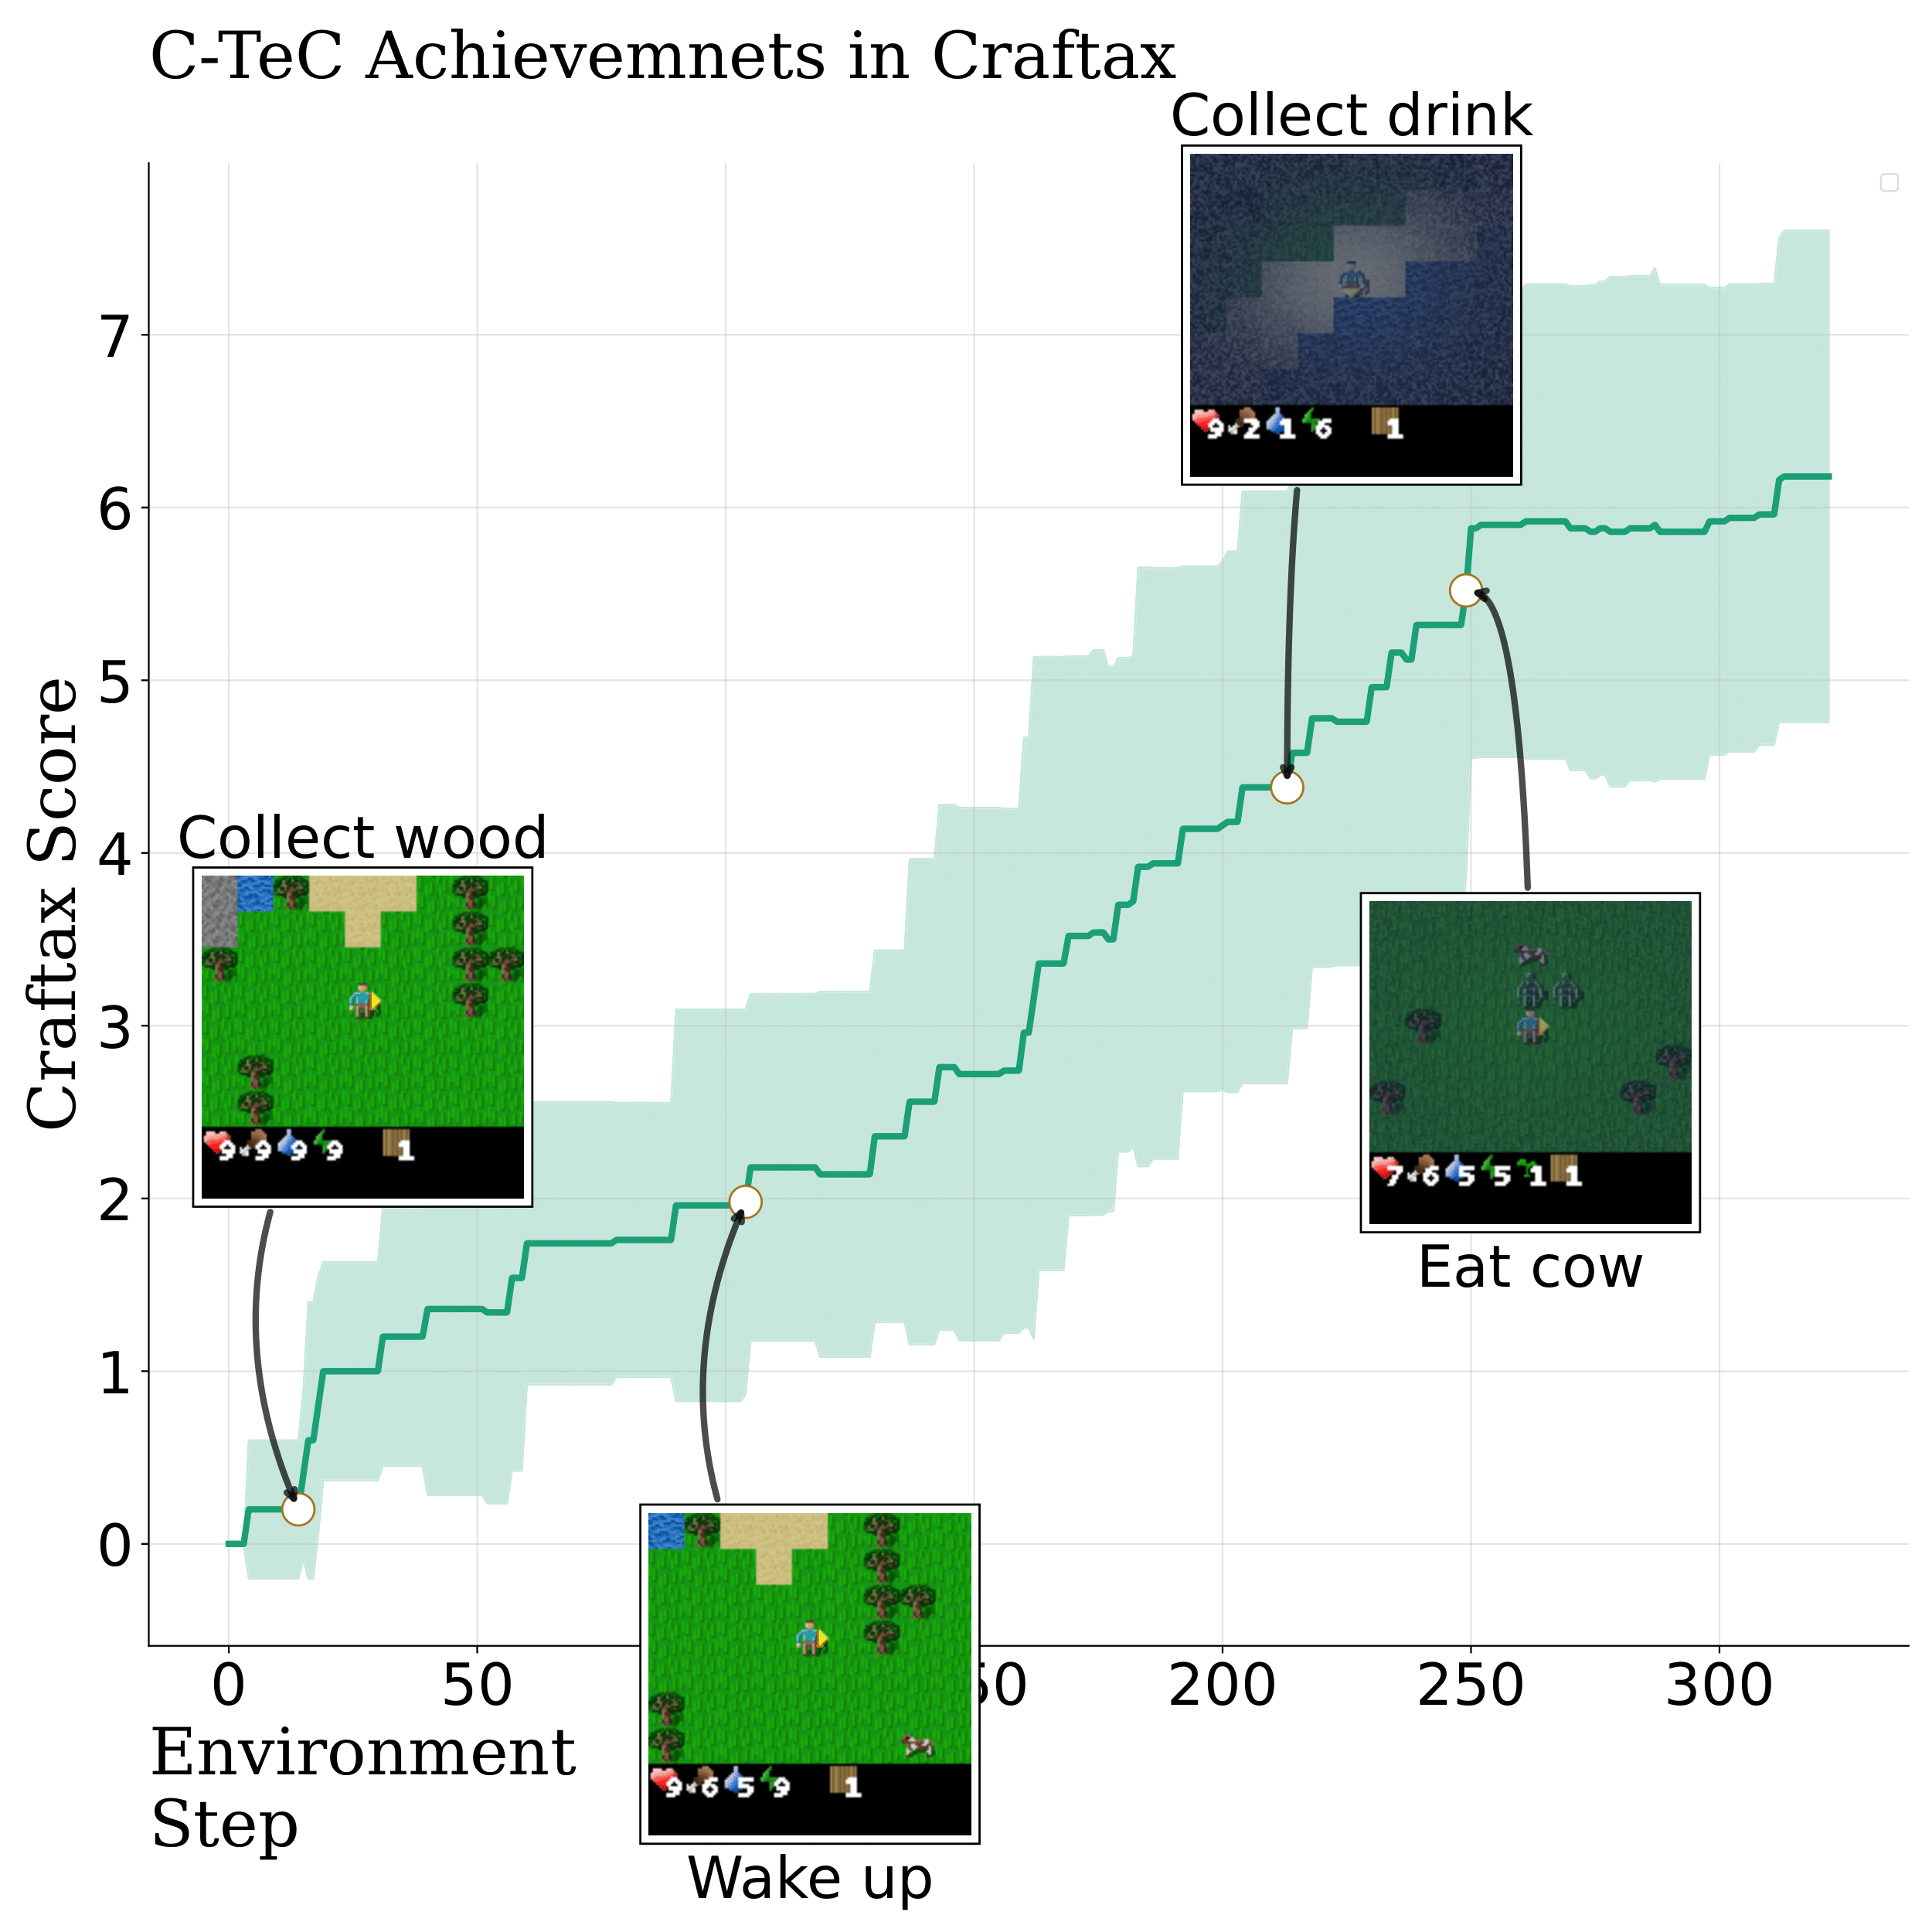 C-TeC Achievemnets in Craftax
Collect drink
9 2 1 6 1
7
6
5
4
3
2
1
0
Craftax Score
Collect wood
9 9 9 9 1
7 6 5 5 1 1
Eat cow
0 50 200 250 300
9 6 5 9 1
Environment
Step
Wake up